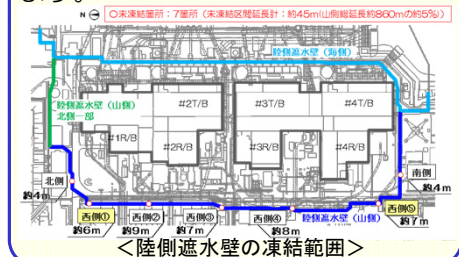 ます。
N
○未凍結箇所:7箇所(未凍結区間延長計:約45m(山側総延長約860mの約5%)
陸側遮水壁(海側)
陸側遮水壁(山側)
北側一部
#2T/B
#3T/B
#4T/B
#1R/B
#2R/B
#3R/B
#4R/B
北側
約4m
南側
約4m
西側①
約6m
西側②
約9m
西側③
約7m
西側④
約8m
陸側遮水壁(山側)
西側⑤
約7m
<陸側遮水壁の凍結範囲>